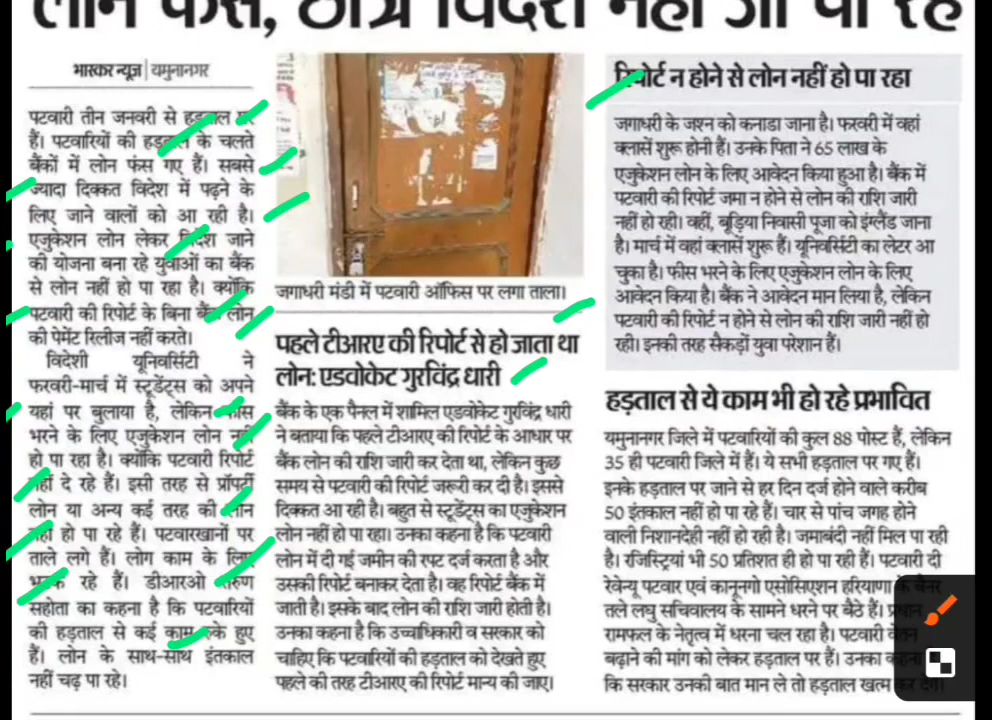 लोन फंसे, छात्र विदेश नहीं जा पा रहे
भास्कर न्यूज | यमुनानगर
पटवारी तीन जनवरी से हड़ताल पर
हैं। पटवारियों की हड़ताल के चलते
बैंकों में लोन फंस गए हैं। सबसे
ज्यादा दिक्कत विदेश में पढ़ने के
लिए जाने वालों को आ रही है।
एजुकेशन लोन लेकर विदेश जाने
की योजना बना रहे युवाओं का बैंक
से लोन नहीं हो पा रहा है। क्योंकि
पटवारी की रिपोर्ट के बिना बैंक लोन
की पेमेंट रिलीज नहीं करते।
विदेशी यूनिवर्सिटी ने
फरवरी-मार्च में स्टूडेंट्स को अपने
यहां पर बुलाया है, लेकिन फीस
भरने के लिए एजुकेशन लोन नहीं
हो पा रहा है। क्योंकि पटवारी रिपोर्ट
नहीं दे रहे हैं। इसी तरह से प्रॉपर्टी
लोन या अन्य कई तरह की लोन
नहीं हो पा रहे हैं। पटवारखानों पर
ताले लगे हैं। लोग काम के लिए
भटक रहे हैं। डीआरओ तरुण
सहोता का कहना है कि पटवारियों
की हड़ताल से कई काम रुके हुए
हैं। लोन के साथ-साथ इंतकाल
नहीं चढ़ पा रहे।
जगाधरी मंडी में पटवारी ऑफिस पर लगा ताला।
पहले टीआरए की रिपोर्ट से हो जाता था
लोन: एडवोकेट गुरविंद्र धारी
बैंक के एक पैनल में शामिल एडवोकेट गुरविंद्र धारी
ने बताया कि पहले टीआरए की रिपोर्ट के आधार पर
बैंक लोन की राशि जारी कर देता था, लेकिन कुछ
समय से पटवारी की रिपोर्ट जरूरी कर दी है। इससे
दिक्कत आ रही है। बहुत से स्टूडेंट्स का एजुकेशन
लोन नहीं हो पा रहा। उनका कहना है कि पटवारी
लोन में दी गई जमीन की रपट दर्ज करता है और
उसकी रिपोर्ट बनाकर देता है। वह रिपोर्ट बैंक में
जाती है। इसके बाद लोन की राशि जारी होती है।
उनका कहना है कि उच्चाधिकारी व सरकार को
चाहिए कि पटवारियों की हड़ताल को देखते हुए
पहले की तरह टीआरए की रिपोर्ट मान्य की जाए।
रिपोर्ट न होने से लोन नहीं हो पा रहा
जगाधरी के जश्न को कनाडा जाना है। फरवरी में वहां
क्लासें शुरू होनी हैं। उनके पिता ने 65 लाख के
एजुकेशन लोन के लिए आवेदन किया हुआ है। बैंक में
पटवारी की रिपोर्ट जमा न होने से लोन की राशि जारी
नहीं हो रही। वहीं, बूड़िया निवासी पूजा को इंग्लैंड जाना
है। मार्च में वहां क्लासें शुरू हैं। यूनिवर्सिटी का लेटर आ
चुका है। फीस भरने के लिए एजुकेशन लोन के लिए
आवेदन किया है। बैंक ने आवेदन मान लिया है, लेकिन
पटवारी की रिपोर्ट न होने से लोन की राशि जारी नहीं हो
रही। इनकी तरह सैकड़ों युवा परेशान हैं।
हड़ताल से ये काम भी हो रहे प्रभावित
यमुनानगर जिले में पटवारियों की कुल 88 पोस्ट हैं, लेकिन
35 ही पटवारी जिले में हैं। ये सभी हड़ताल पर गए हैं।
इनके हड़ताल पर जाने से हर दिन दर्ज होने वाले करीब
50 इंतकाल नहीं हो पा रहे हैं। चार से पांच जगह होने
वाली निशानदेही नहीं हो रही है। जमाबंदी नहीं मिल पा रही
है। रजिस्ट्रियां भी 50 प्रतिशत ही हो पा रही हैं। पटवारी दी
रेवेन्यू पटवार एवं कानूनगो एसोसिएशन हरियाणा के बैनर
तले लघु सचिवालय के सामने धरने पर बैठे हैं। प्रधान
रामफल के नेतृत्व में धरना चल रहा है। पटवारी वेतन
बढ़ाने की मांग को लेकर हड़ताल पर हैं। उनका कहना
कि सरकार उनकी बात मान ले तो हड़ताल खत्म कर देंगे।